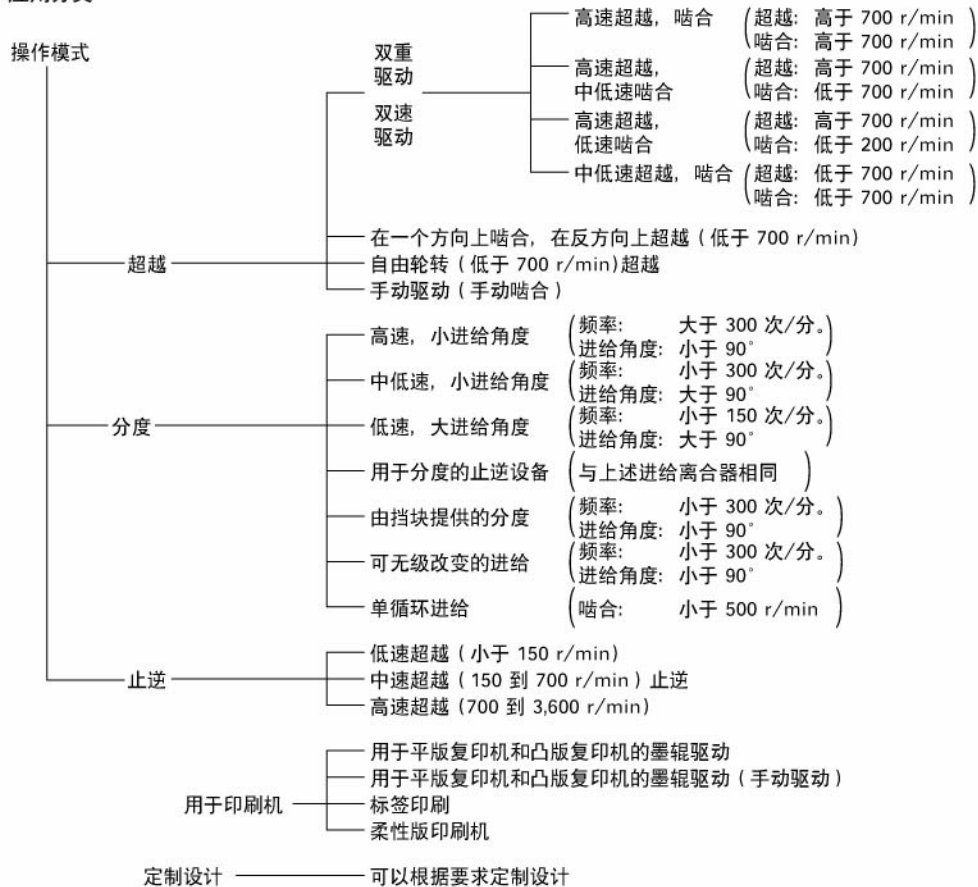 操作模式
双重
驱动
双速
驱动
高速超越，啮合 (超越: 高于 700 r/min
啮合: 高于 700 r/min)
高速超越，
中低速啮合 (超越: 高于 700 r/min
啮合: 低于 700 r/min)
高速超越，
低速啮合 (超越: 高于 700 r/min
啮合: 低于 200 r/min)
中低速超越，啮合 (超越: 低于 700 r/min
啮合: 低于 700 r/min)
超越
在一个方向上啮合，在反方向上超越（低于 700 r/min）
自由轮转（低于 700 r/min)超越
手动驱动（手动啮合）
分度
高速，小进给角度 (频率: 大于 300 次/分。
进给角度: 小于 90°)
中低速，小进给角度 (频率: 小于 300 次/分。
进给角度: 大于 90°)
低速，大进给角度 (频率: 小于 150 次/分。
进给角度: 大于 90°)
用于分度的止逆设备 (与上述进给离合器相同)
由挡块提供的分度 (频率: 小于 300 次/分。
进给角度: 小于 90°)
可无级改变的进给 (频率: 小于 300 次/分。
进给角度: 小于 90°)
单循环进给 (啮合: 小于 500 r/min)
止逆
低速超越（小于 150 r/min）
中速超越（150 到 700 r/min）止逆
高速超越（700 到 3,600 r/min）
用于印刷机
用于平版复印机和凸版复印机的墨辊驱动
用于平版复印机和凸版复印机的墨辊驱动（手动驱动）
标签印刷
柔性版印刷机
定制设计
可以根据要求定制设计